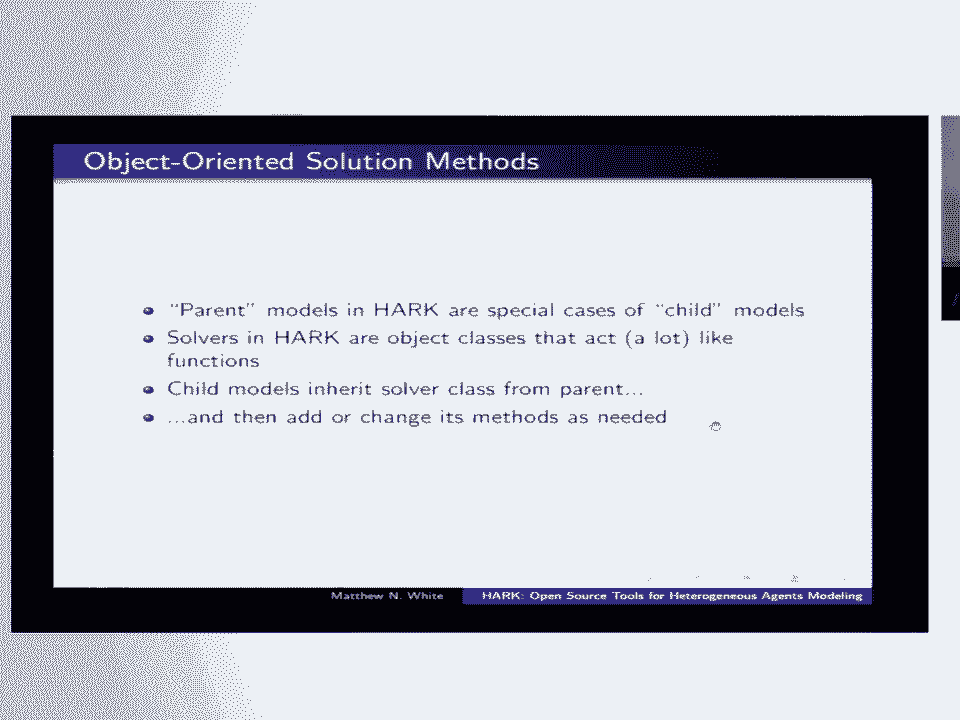 Object-Oriented Solution Methods
“Parent” models in HARK are special cases of “child” models
Solvers in HARK are object classes that act (a lot) like
functions
Child models inherit solver class from parent...
...and then add or change its methods as needed
Matthew N. White
HARK: Open Source Tools for Heterogeneous Agents Modeling